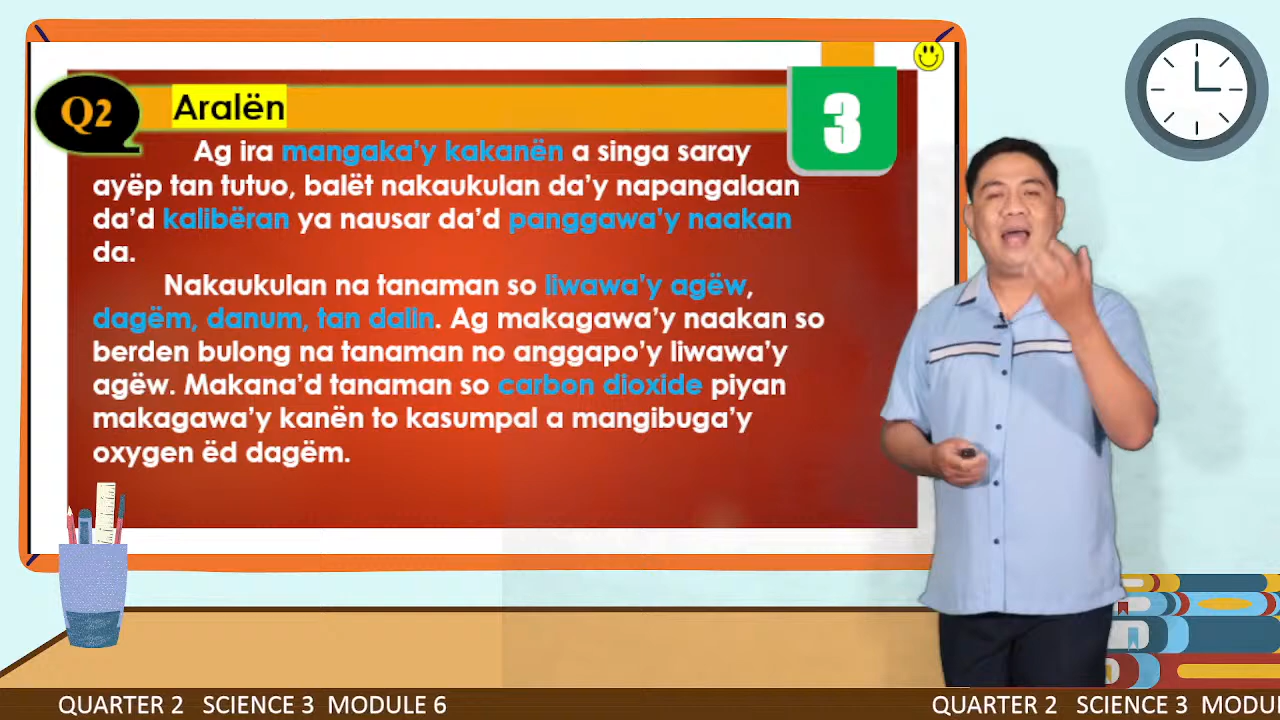 Q2
Aralën
3
Ag ira mangaka'y kakanën a singa saray
ayëp tan tutuo, balët nakaukulan da'y napangalaan
da'd kalibëran ya nausar da'd panggawa'y naakan
da.
Nakaukulan na tanaman so liwawa'y agëw,
dagëm, danum, tan dalin. Ag makagawa'y naakan so
berden bulong na tanaman no anggapo'y liwawa'y
agëw. Makana'd tanaman so carbon dioxide piyan
makagawa'y kanën to kasumpal a mangibuga'y
oxygen ëd dagëm.
QUARTER 2 SCIENCE 3 MODULE 6
QUARTER 2 SCIENCE 3 MODU